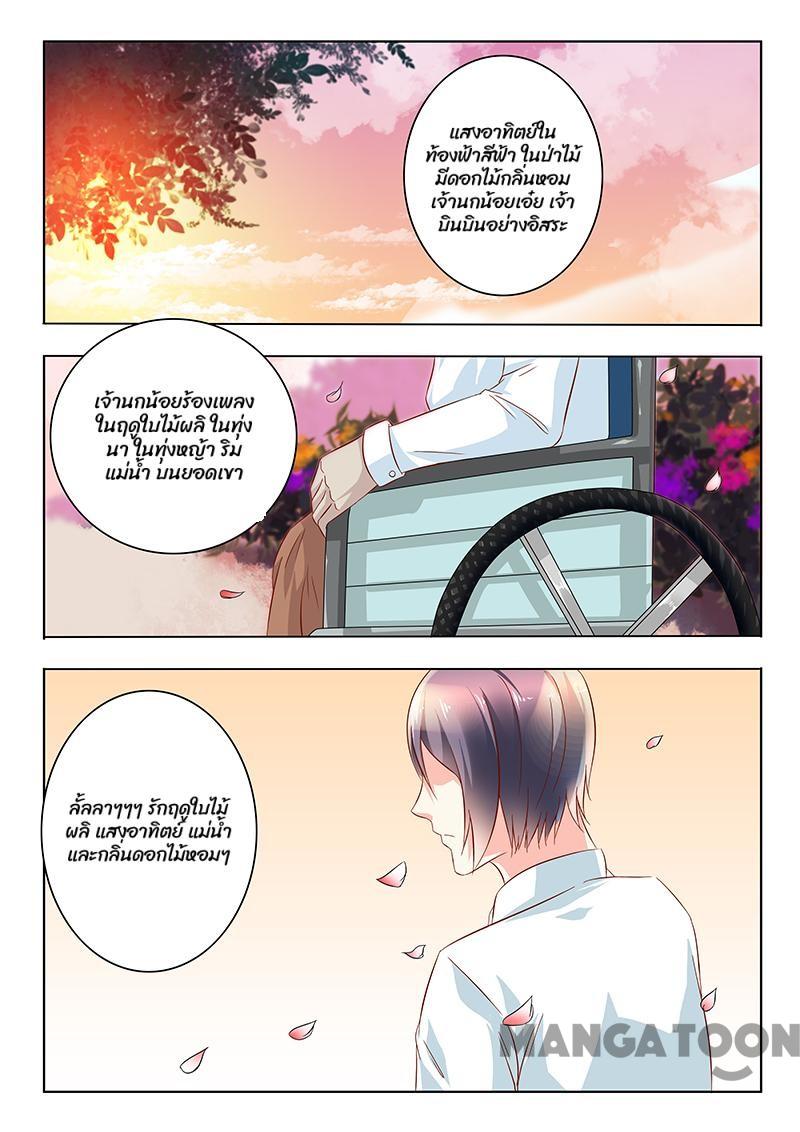 แสงอาทิตย์ใน
ท้องฟ้าสีฟ้า ในป่าไม้
มีดอกไม้กลิ่นหอม
เจ้านกน้อยเอ๋ย เจ้า
บินบินอย่างอิสระ
เจ้านกน้อยร้องเพลง
ในฤดูใบไม้ผลิ ในทุ่ง
นา ในทุ่งหญ้า ริม
แม่น้ำ บนยอดเขา
ลั้ลลาๆๆๆ รักฤดูใบไม้
ผลิ แสงอาทิตย์ แม่น้ำ
และกลิ่นดอกไม้หอมๆ
MANGATOON